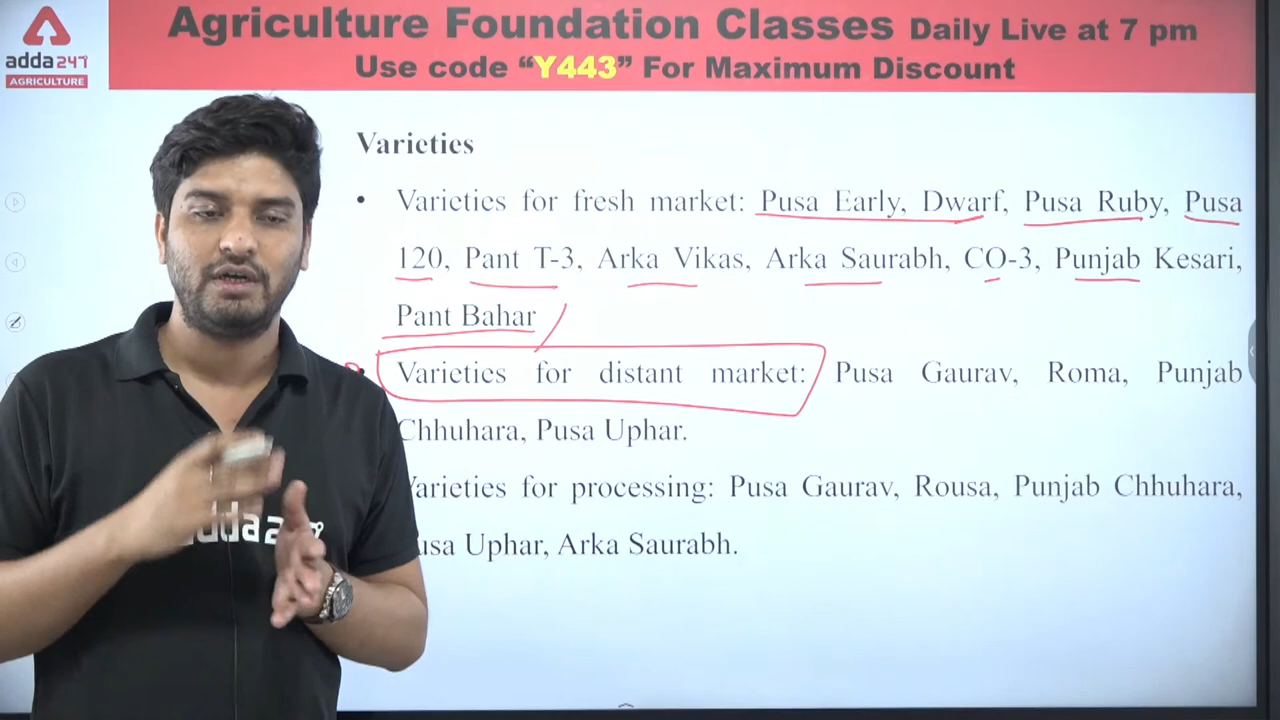 Agriculture Foundation Classes Daily Live at 7 pm
Use code “Y443” For Maximum Discount
adda247
AGRICULTURE
Varieties
• Varieties for fresh market: Pusa Early, Dwarf, Pusa Ruby, Pusa
120, Pant T-3, Arka Vikas, Arka Saurabh, CO-3, Punjab Kesari,
Pant Bahar
Varieties for distant market: Pusa Gaurav, Roma, Punjab
Chhuhara, Pusa Uphar.
Varieties for processing: Pusa Gaurav, Rousa, Punjab Chhuhara,
usa Uphar, Arka Saurabh.
adda247